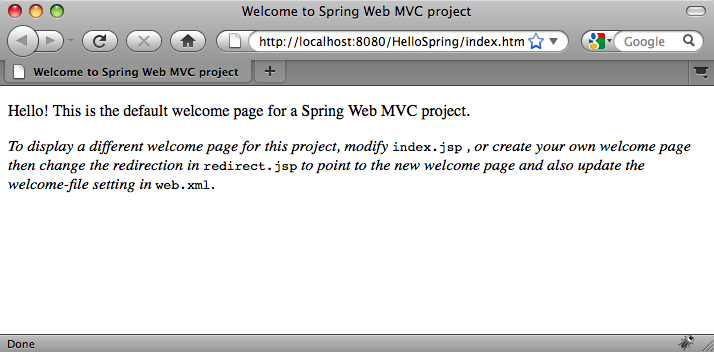 Welcome to Spring Web MVC project
http://localhost:8080/HelloSpring/index.htm
Google
Welcome to Spring Web MVC project
Hello! This is the default welcome page for a Spring Web MVC project.
To display a different welcome page for this project, modify index.jsp , or create your own welcome page
then change the redirection in redirect.jsp to point to the new welcome page and also update the
welcome-file setting in web.xml.
Done